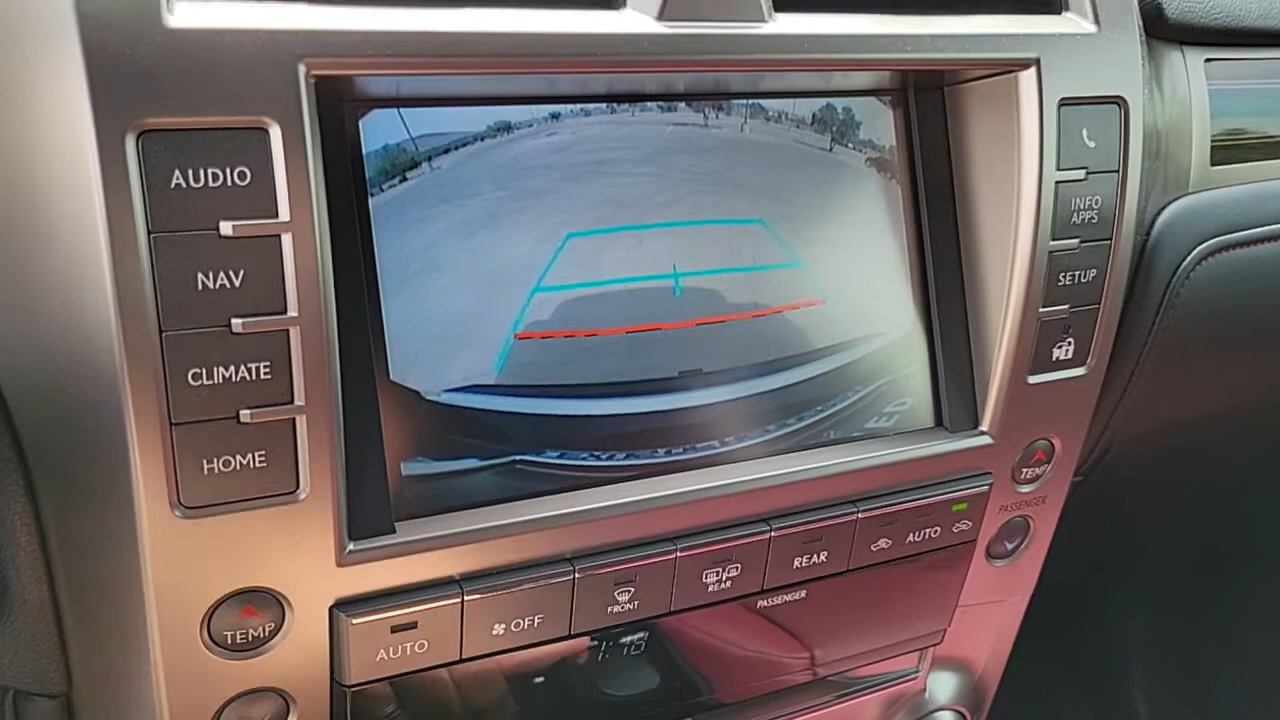 AUDIO
NAV
CLIMATE
HOME
INFO
APPS
SETUP
TEMP
PASSENGER
TEMP
AUTO
OFF
FRONT
REAR
REAR
AUTO
PASSENGER